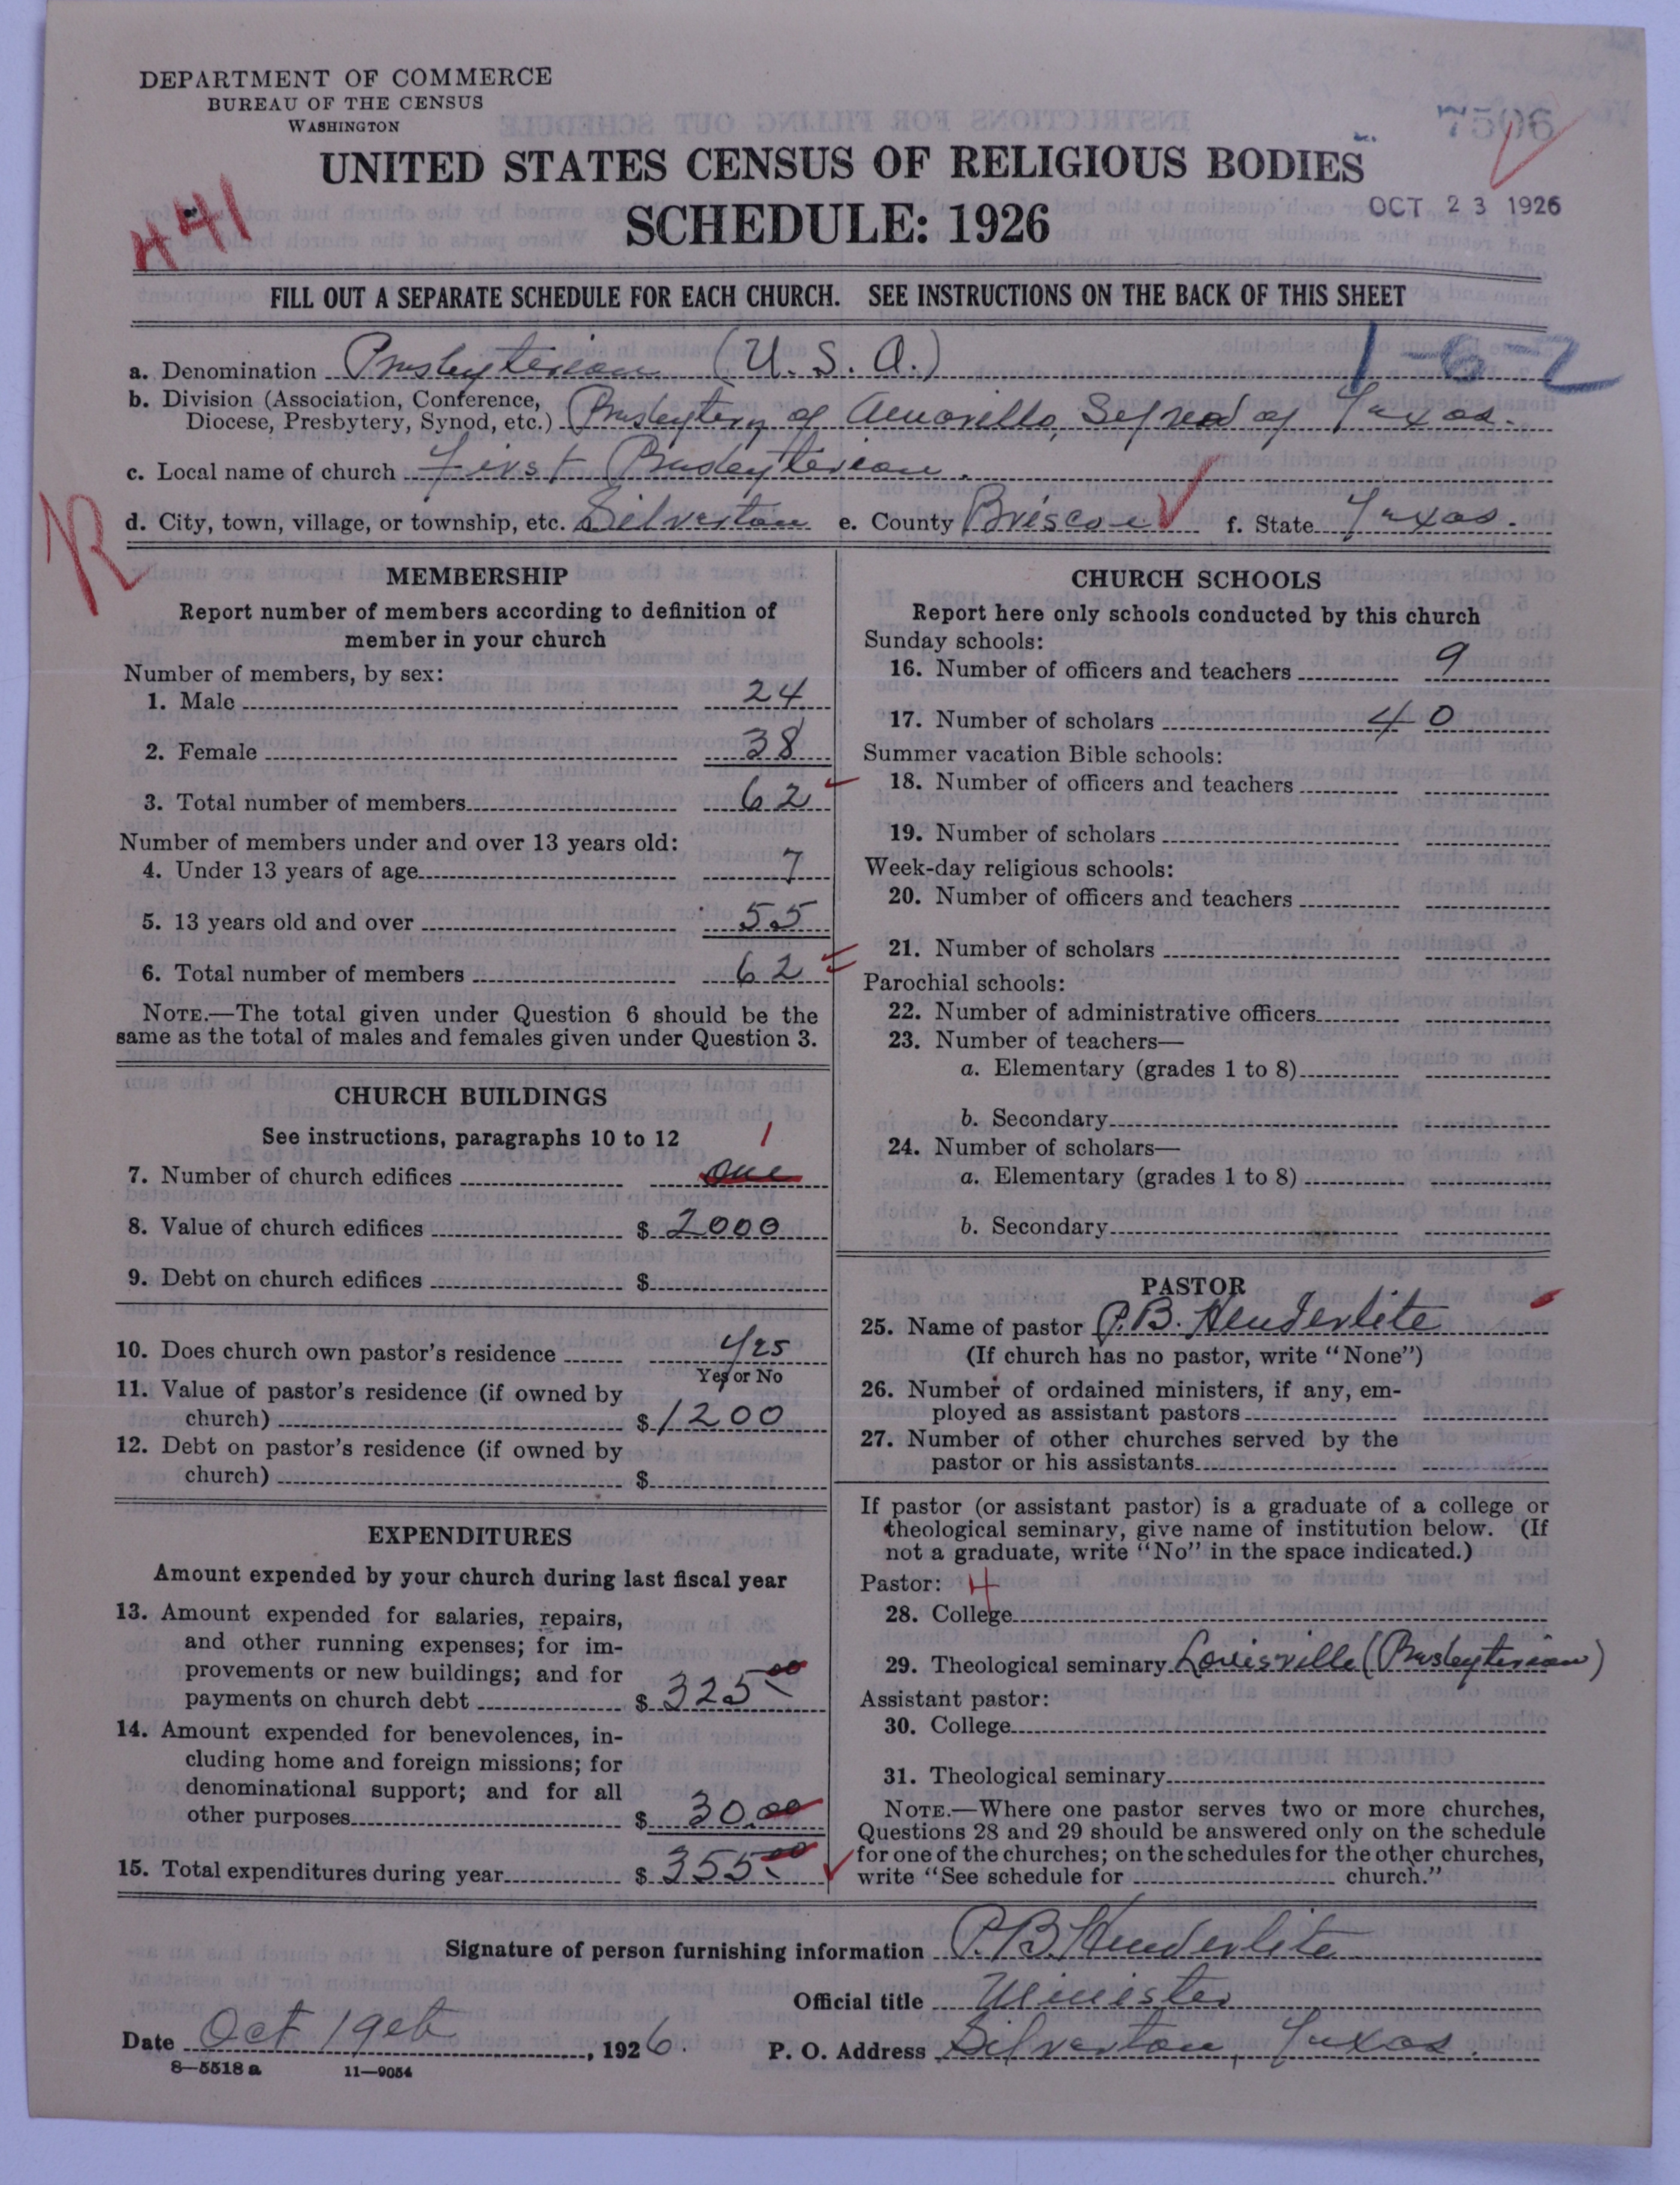 DEPARTMENT OF COMMERCE
BUREAU OF THE CENSUS
WASHINGTON
7506
UNITED STATES CENSUS OF RELIGIOUS BODIES
SCHEDULE: 1926
OCT 23 1926
441
FILL OUT A SEPARATE SCHEDULE FOR EACH CHURCH. SEE INSTRUCTIONS ON THE BACK OF THIS SHEET
1-6-2
a. Denomination Presbyterian (U. S. A.)
b. Division (Association, Conference,
Diocese, Presbytery, Synod, etc.) Presbytery of Amarillo, Synod of Texas.
c. Local name of church First Presbyterian.
R
d. City, town, village, or township, etc. Silverton e. County Briscoe f. State Texas.
MEMBERSHIP
Report number of members according to definition of
member in your church
Number of members, by sex:
1. Male 24
2. Female 38
3. Total number of members 62
Number of members under and over 13 years old:
4. Under 13 years of age 7
5. 13 years old and over 55
6. Total number of members 62
NOTE.—The total given under Question 6 should be the
same as the total of males and females given under Question 3.
CHURCH BUILDINGS
See instructions, paragraphs 10 to 12
1
7. Number of church edifices one
8. Value of church edifices $ 2000
9. Debt on church edifices $
10. Does church own pastor's residence yes
Yes or No
11. Value of pastor's residence (if owned by
church) $ 1200
12. Debt on pastor's residence (if owned by
church) $
EXPENDITURES
Amount expended by your church during last fiscal year
13. Amount expended for salaries, repairs,
and other running expenses; for im-
provements or new buildings; and for
payments on church debt $ 325.00
14. Amount expended for benevolences, in-
cluding home and foreign missions; for
denominational support; and for all
other purposes $ 30.00
15. Total expenditures during year $ 355.00
CHURCH SCHOOLS
Report here only schools conducted by this church
Sunday schools:
16. Number of officers and teachers 9
17. Number of scholars 40
Summer vacation Bible schools:
18. Number of officers and teachers
19. Number of scholars
Week-day religious schools:
20. Number of officers and teachers
21. Number of scholars
Parochial schools:
22. Number of administrative officers
23. Number of teachers—
a. Elementary (grades 1 to 8)
b. Secondary
24. Number of scholars—
a. Elementary (grades 1 to 8)
b. Secondary
PASTOR
25. Name of pastor P. B. Henderlite
(If church has no pastor, write "None")
26. Number of ordained ministers, if any, em-
ployed as assistant pastors
27. Number of other churches served by the
pastor or his assistants
If pastor (or assistant pastor) is a graduate of a college or
theological seminary, give name of institution below. (If
not a graduate, write "No" in the space indicated.)
Pastor: 4
28. College
29. Theological seminary Louisville (Presbyterian)
Assistant pastor:
30. College
31. Theological seminary
NOTE.—Where one pastor serves two or more churches,
Questions 28 and 29 should be answered only on the schedule
for one of the churches; on the schedules for the other churches,
write "See schedule for church."
Signature of person furnishing information P. B. Henderlite
Official title Minister
Date Oct 19th, 1926.
P. O. Address Silverton, Texas.
8—5518 a 11—9054